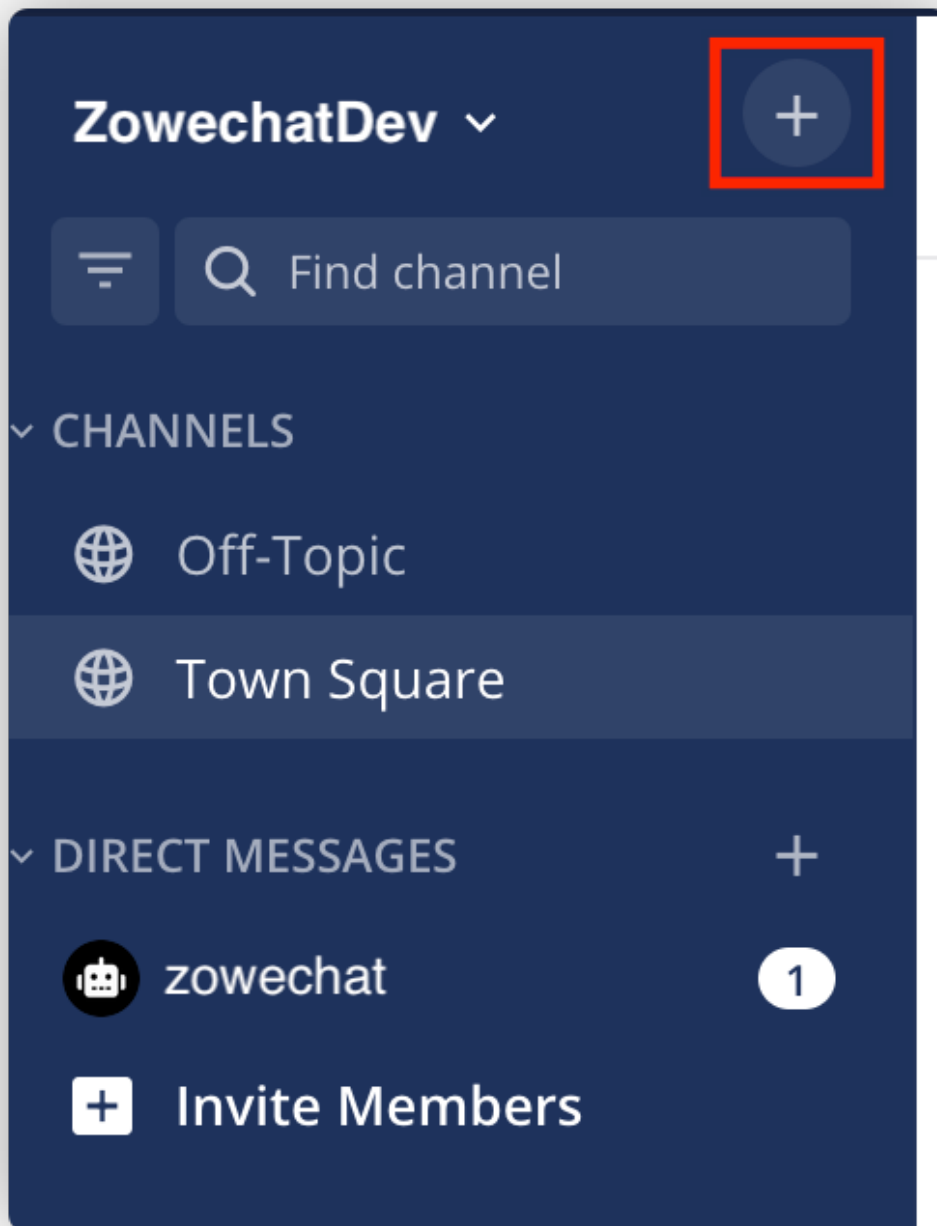 ZowechatDev
Find channel
CHANNELS
Off-Topic
Town Square
DIRECT MESSAGES
zowechat 1
Invite Members